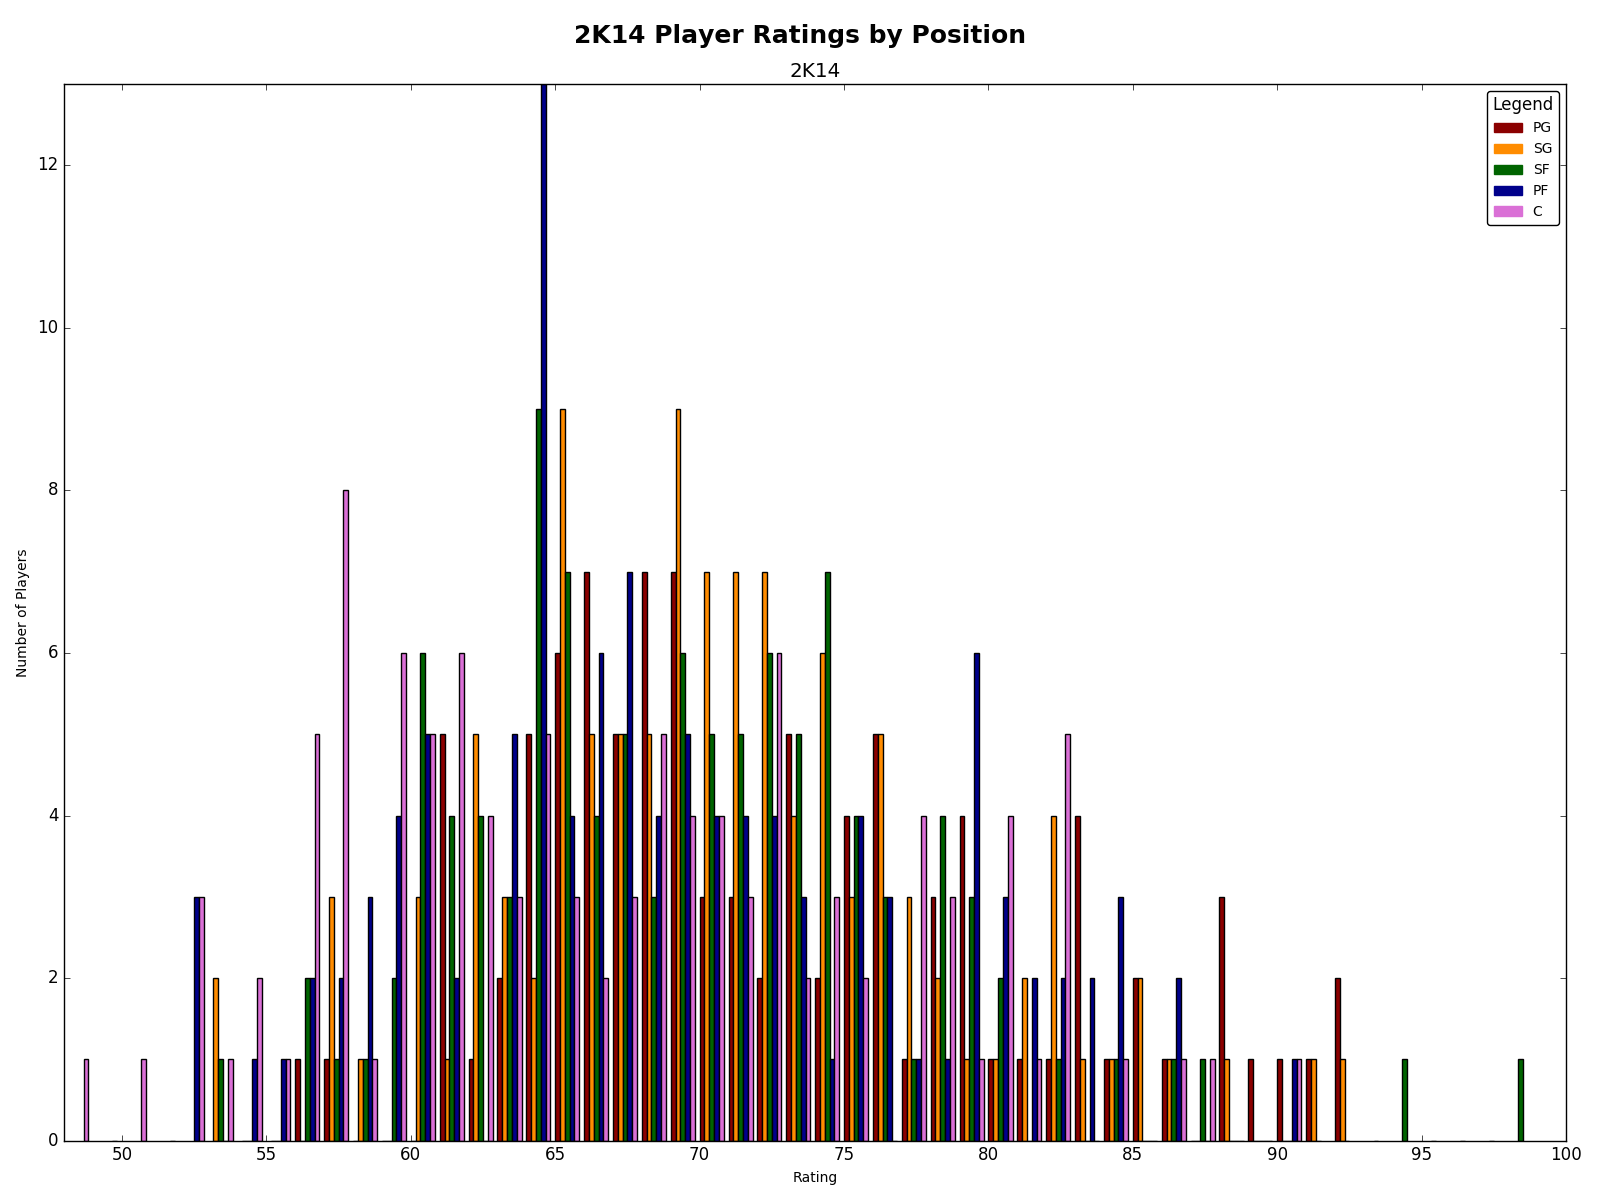 2K14 Player Ratings by Position
2K14
Legend
PG
SG
SF
PF
C
12
10
8
6
4
2
0
Number of Players
50 55 60 65 70 75 80 85 90 95 100
Rating